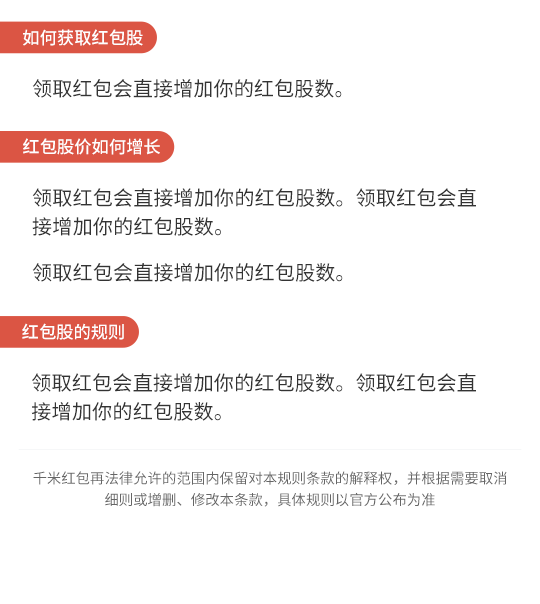 如何获取红包股
领取红包会直接增加你的红包股数。
红包股价如何增长
领取红包会直接增加你的红包股数。领取红包会直
接增加你的红包股数。
领取红包会直接增加你的红包股数。
红包股的规则
领取红包会直接增加你的红包股数。领取红包会直
接增加你的红包股数。
千米红包再法律允许的范围内保留对本规则条款的解释权，并根据需要取消
细则或增删、修改本条款，具体规则以官方公布为准